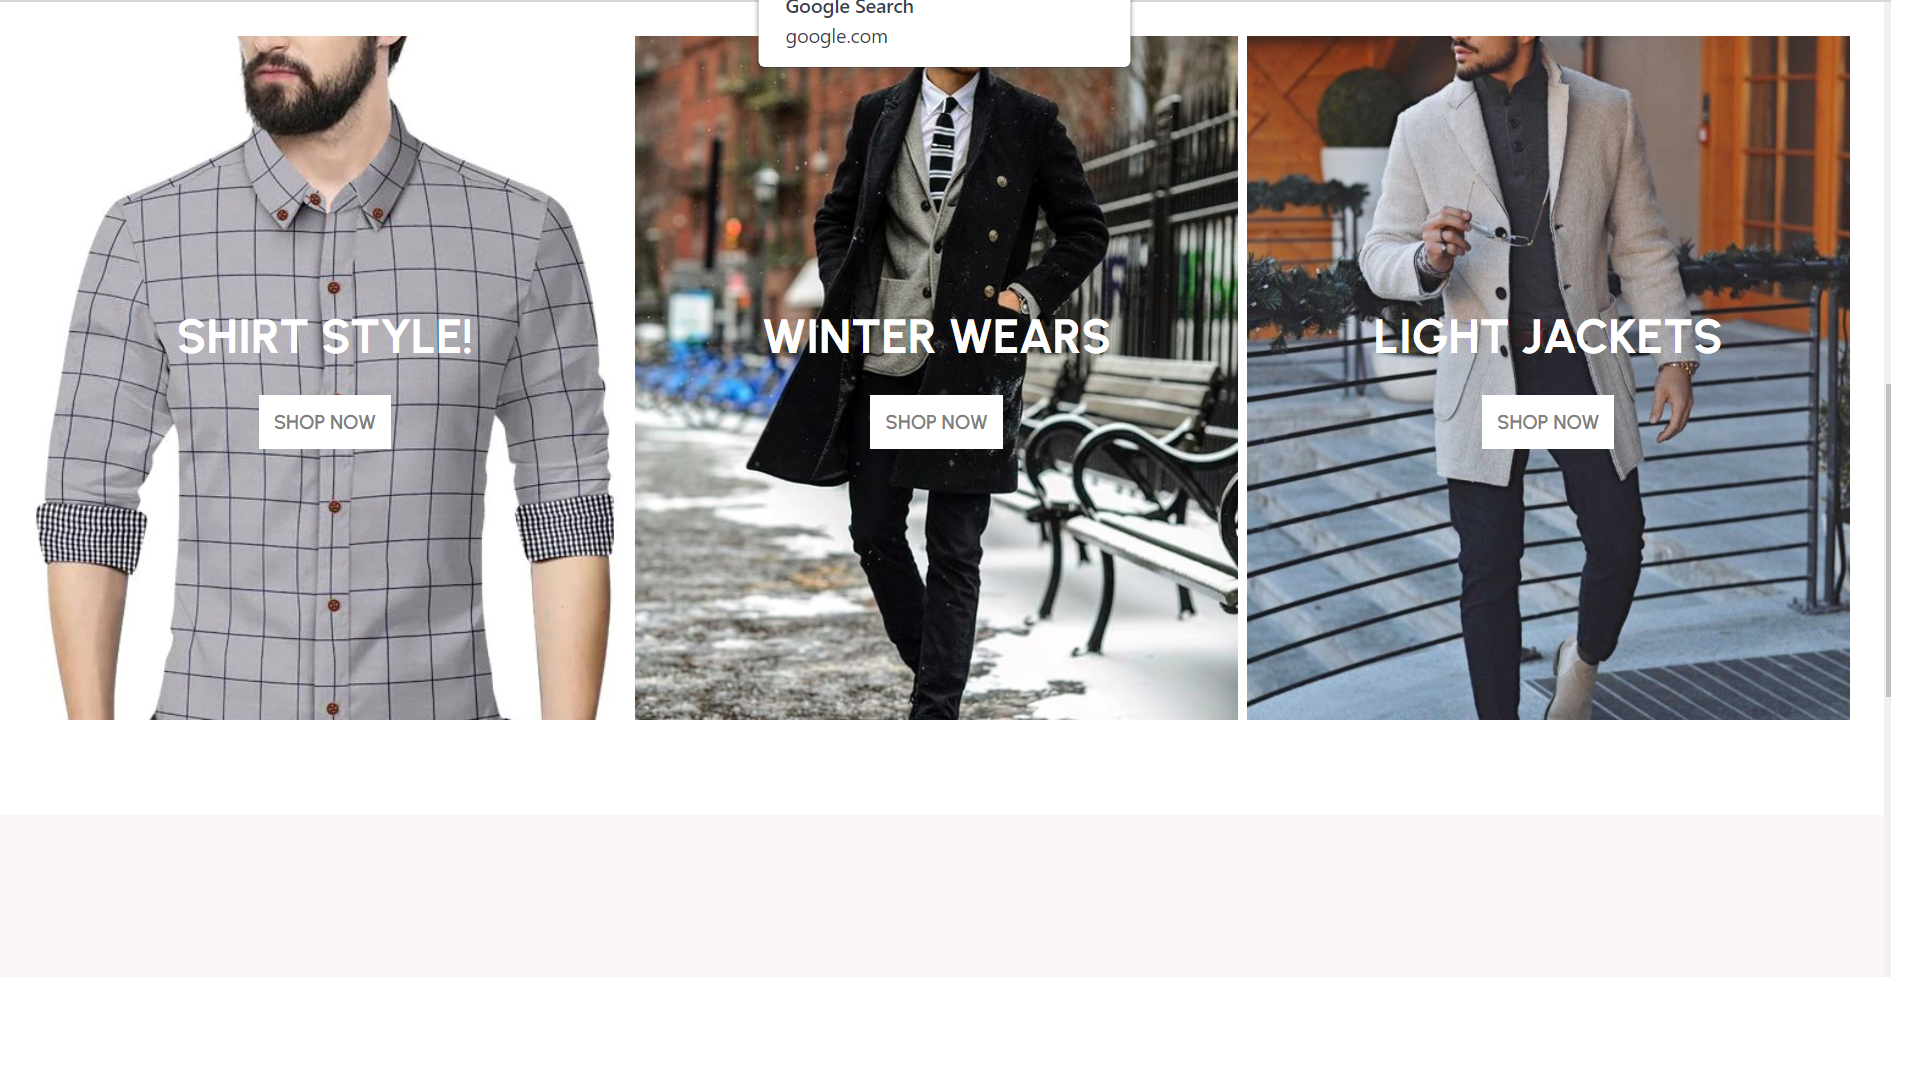 Google Search
google.com
SHIRT STYLE!
SHOP NOW
WINTER WEARS
SHOP NOW
LIGHT JACKETS
SHOP NOW